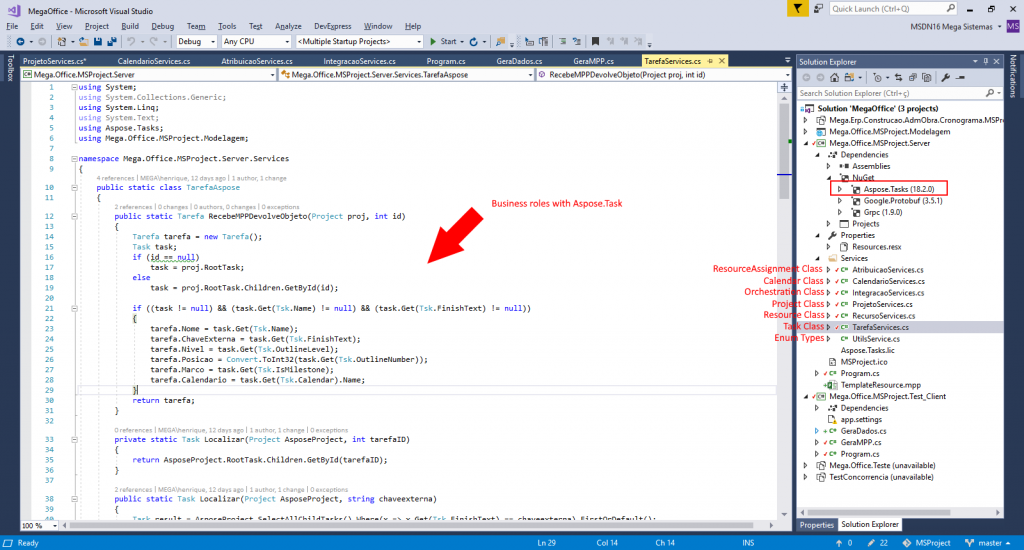 MegaOffice - Microsoft Visual Studio
Quick Launch (Ctrl+Q)
File Edit View Project Build Debug Team Tools Test Analyze DevExpress Window Help
MSDN16 Mega Sistemas MS
Debug Any CPU <Multiple Startup Projects> Start
Toolbox
ProjetoServices.cs* CalendarioServices.cs AtribuicaoServices.cs IntegracaoServices.cs Program.cs GeraDados.cs GeraMPP.cs TarefaServices.cs
Mega.Office.MSProject.Server Mega.Office.MSProject.Server.Services.TarefaAspose RecebeMPPDevolveObjeto(Project proj, int id)
1 using System;
2 using System.Collections.Generic;
3 using System.Linq;
4 using System.Text;
5 using Aspose.Tasks;
6 using Mega.Office.MSProject.Modelagem;
7
8 namespace Mega.Office.MSProject.Server.Services
9 {
4 references | MEGA\henrique, 12 days ago | 1 author, 1 change
10 public static class TarefaAspose
11 {
2 references | 0 changes | 0 authors, 0 changes | 0 exceptions
12 public static Tarefa RecebeMPPDevolveObjeto(Project proj, int id)
13 {
14 Tarefa tarefa = new Tarefa();
15 Task task;
16 if (id == null)
17 task = proj.RootTask;
18 else
19 task = proj.RootTask.Children.GetById(id);
20
21 if ((task != null) && (task.Get(Tsk.Name) != null) && (task.Get(Tsk.FinishText) != null))
22 {
23 tarefa.Nome = task.Get(Tsk.Name);
24 tarefa.ChaveExterna = task.Get(Tsk.FinishText);
25 tarefa.Nivel = task.Get(Tsk.OutlineLevel);
26 tarefa.Posicao = Convert.ToInt32(task.Get(Tsk.OutlineNumber));
27 tarefa.Marco = task.Get(Tsk.IsMilestone);
28 tarefa.Calendario = task.Get(Tsk.Calendar).Name;
29 }
30 return tarefa;
31 }
32
0 references | MEGA\henrique, 12 days ago | 1 author, 1 change | 0 exceptions
33 private static Task Localizar(Project AsposeProject, int tarefaID)
34 {
35 return AsposeProject.RootTask.Children.GetById(tarefaID);
36 }
37
2 references | MEGA\henrique, 12 days ago | 1 author, 1 change | 0 exceptions
38 public static Task Localizar(Project AsposeProject, string chaveexterna)
39 {
Task result = AsposeProject.SelectAllChildTasks().Where(x => x.Get(Tsk.FinishText) == chaveexterna).FirstOrDefault();
Business roles with Aspose.Task
100 %
Solution Explorer
Search Solution Explorer (Ctrl+ç)
Solution 'MegaOffice' (3 projects)
Mega.Erp.Construcao.AdmObra.Cronograma.MSPro
Mega.Office.MSProject.Modelagem
Mega.Office.MSProject.Server
Dependencies
Assemblies
NuGet
Aspose.Tasks (18.2.0)
Google.Protobuf (3.5.1)
Grpc (1.9.0)
Projects
Properties
Resources.resx
Services
ResourceAssignment Class AtribuicaoServices.cs
Calender Class CalendarioServices.cs
Orchestration Class IntegracaoServices.cs
Project Class ProjetoServices.cs
Resource Class RecursoServices.cs
Task Class TarefaServices.cs
Enum Types UtilsService.cs
Aspose.Tasks.lic
MSProject.ico
Program.cs
TemplateResource.mpp
Mega.Office.MSProject.Test_Client
Dependencies
app.settings
GeraDados.cs
GeraMPP.cs
Program.cs
Mega.Office.Teste (unavailable)
TestConcorrencia (unavailable)
Properties Solution Explorer
Notifications
Ready Ln 29 Col 14 Ch 14 INS 0 22 MSProject master